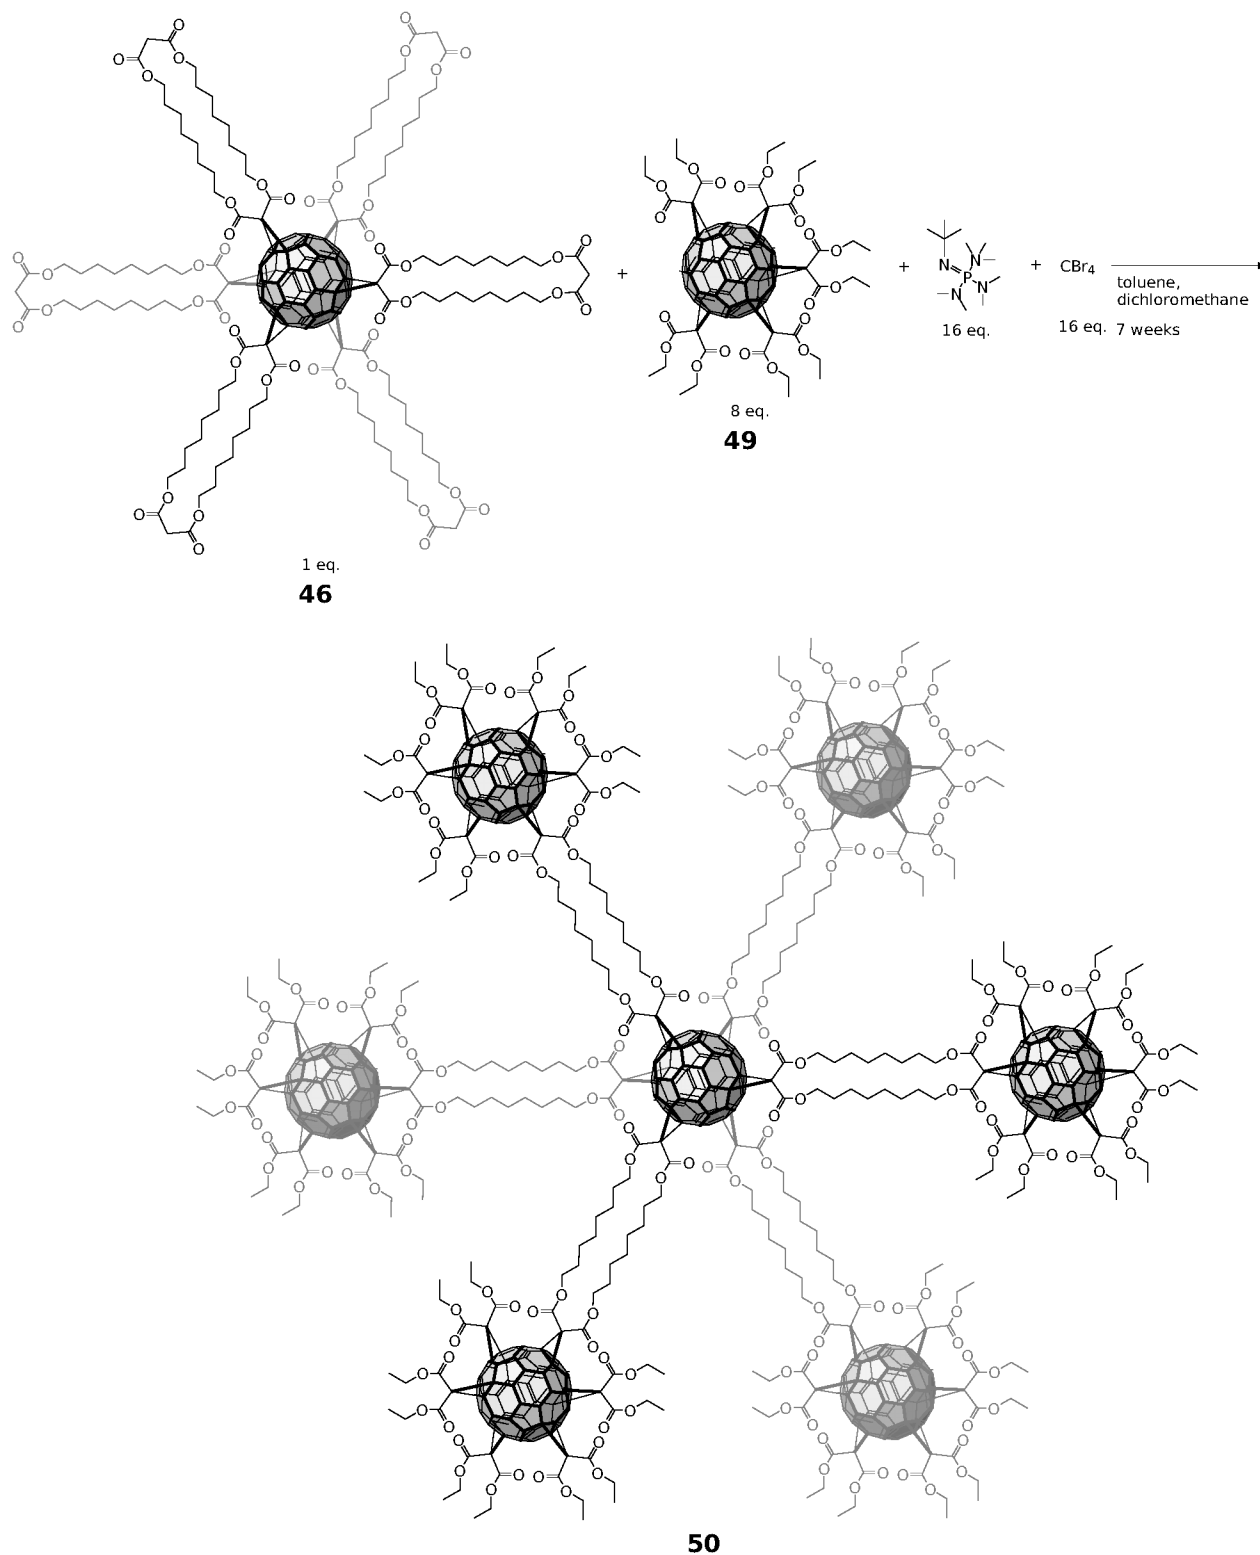 +
+
+
CBr4
toluene,
dichloromethane
16 eq.
16 eq.
7 weeks
8 eq.
49
1 eq.
46
50